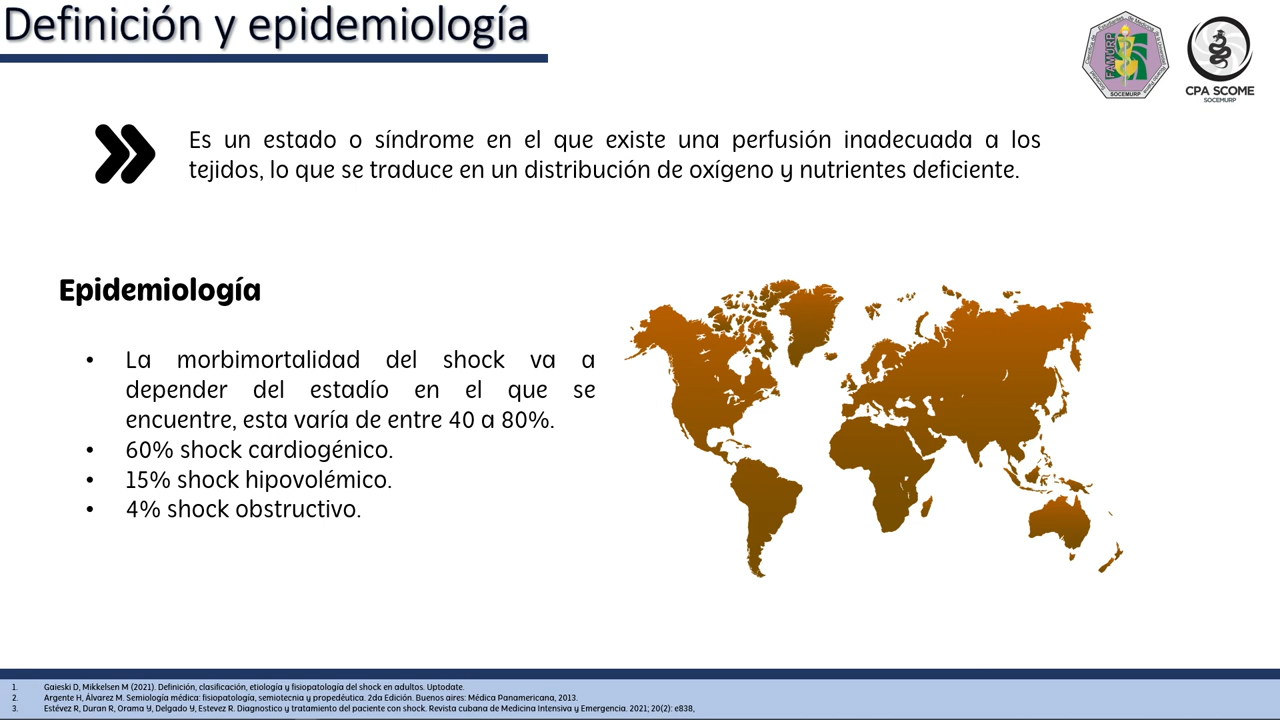 Definición y epidemiología
FAMURP
SOCEMURP
CPA SCOME
SOCEMURP
Es un estado o síndrome en el que existe una perfusión inadecuada a los
tejidos, lo que se traduce en un distribución de oxígeno y nutrientes deficiente.
Epidemiología
• La morbimortalidad del shock va a
depender del estadío en el que se
encuentre, esta varía de entre 40 a 80%.
• 60% shock cardiogénico.
• 15% shock hipovolémico.
• 4% shock obstructivo.
1. Gaieski D, Mikkelsen M (2021). Definición, clasificación, etiología y fisiopatología del shock en adultos. Uptodate.
2. Argente H, Álvarez M. Semiología médica: fisiopatología, semiotecnia y propedéutica. 2da Edición. Buenos aires: Médica Panamericana, 2013.
3. Estévez R, Duran R, Orama Y, Delgado Y, Estevez R. Diagnostico y tratamiento del paciente con shock. Revista cubana de Medicina Intensiva y Emergencia. 2021; 20(2): e838,